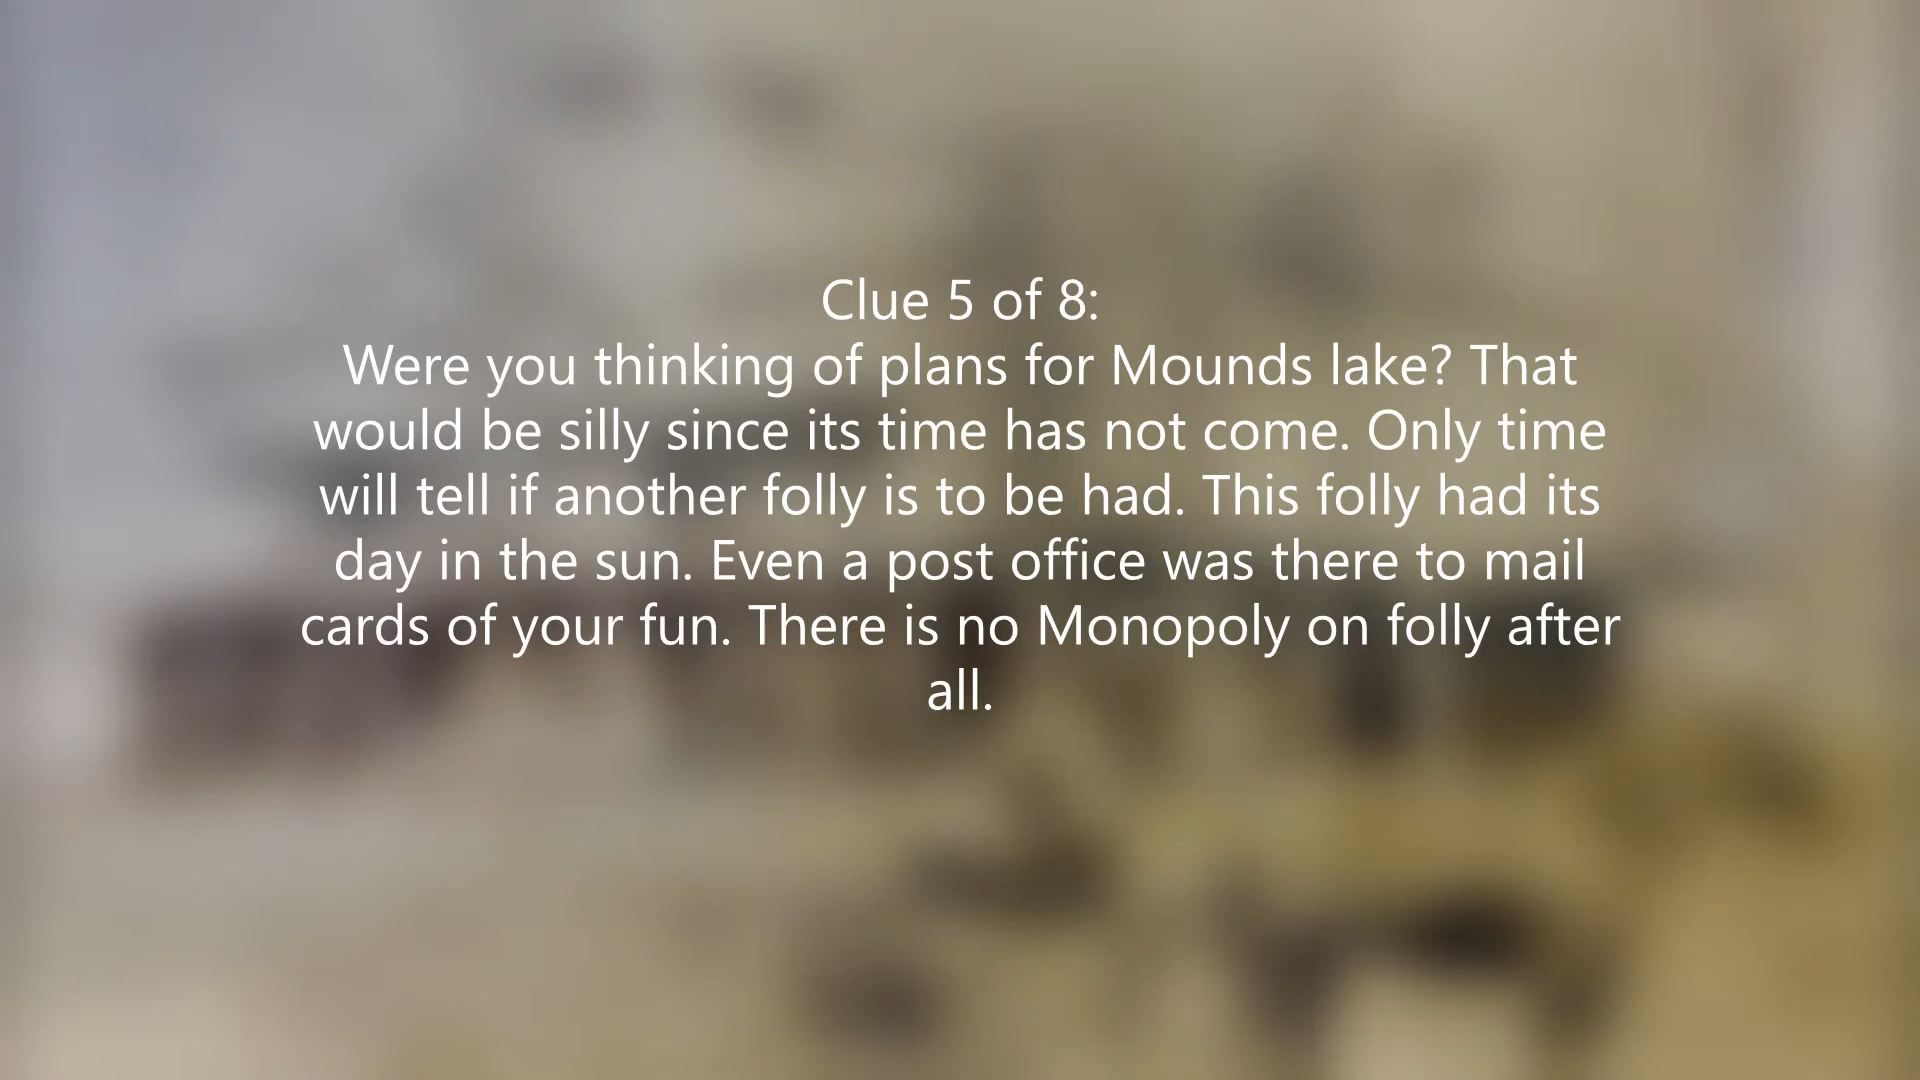 Clue 5 of 8:
Were you thinking of plans for Mounds lake? That
would be silly since its time has not come. Only time
will tell if another folly is to be had. This folly had its
day in the sun. Even a post office was there to mail
cards of your fun. There is no Monopoly on folly after
all.